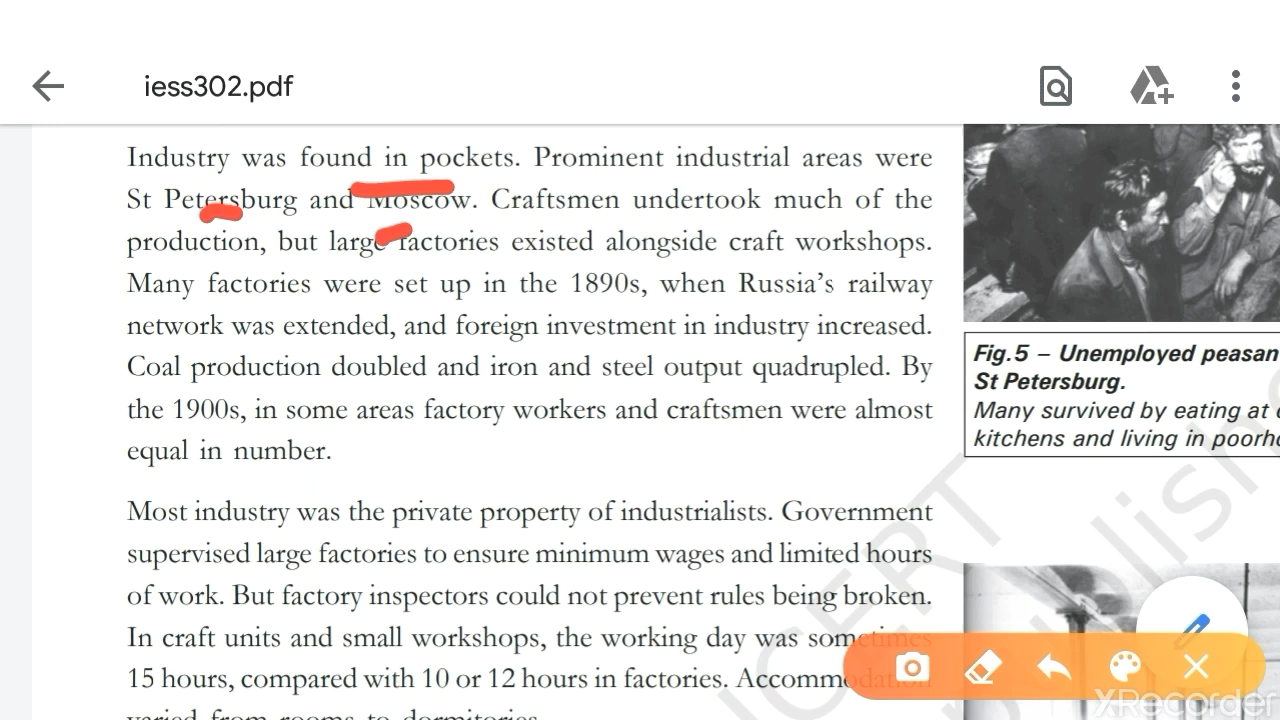 iess302.pdf
Industry was found in pockets. Prominent industrial areas were
St Petersburg and Moscow. Craftsmen undertook much of the
production, but large factories existed alongside craft workshops.
Many factories were set up in the 1890s, when Russia's railway
network was extended, and foreign investment in industry increased.
Coal production doubled and iron and steel output quadrupled. By
the 1900s, in some areas factory workers and craftsmen were almost
equal in number.
Most industry was the private property of industrialists. Government
supervised large factories to ensure minimum wages and limited hours
of work. But factory inspectors could not prevent rules being broken.
In craft units and small workshops, the working day was sometimes
15 hours, compared with 10 or 12 hours in factories. Accommodation
varied from rooms to dormitories.
Fig.5 – Unemployed peasan
St Petersburg.
Many survived by eating at
kitchens and living in poorh
XRecorder